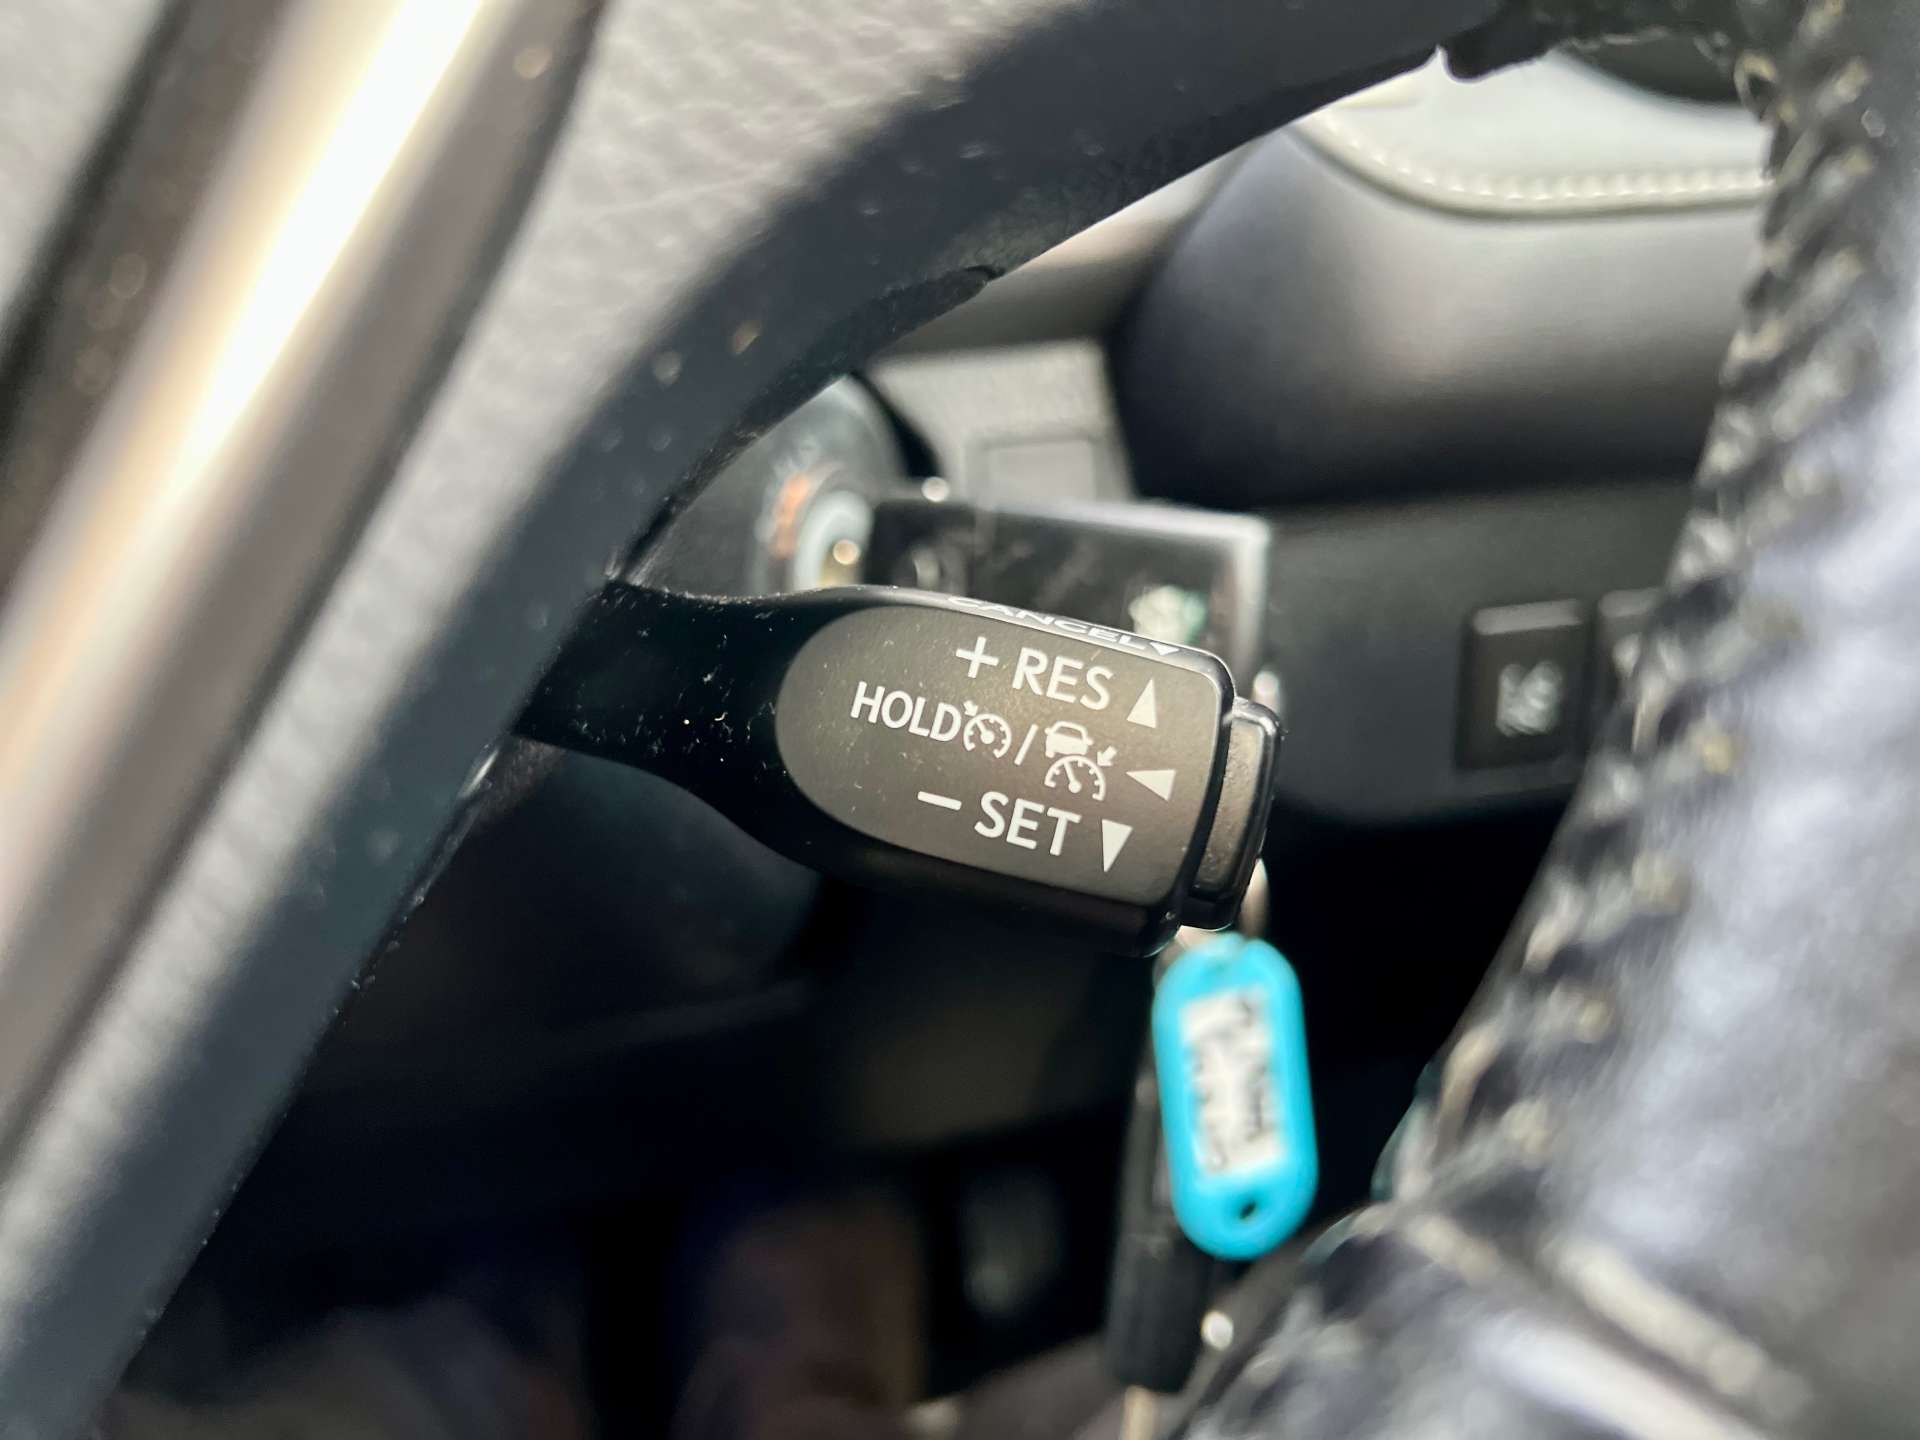 CANCEL▼
+ RES ▲
HOLD / ◀
− SET ▼